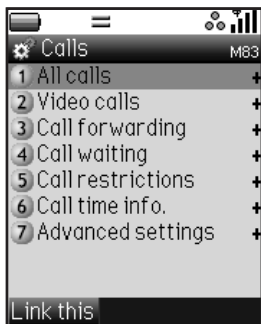 Calls M83
1 All calls +
2 Video calls +
3 Call forwarding +
4 Call waiting +
5 Call restrictions +
6 Call time info. +
7 Advanced settings +
Link this